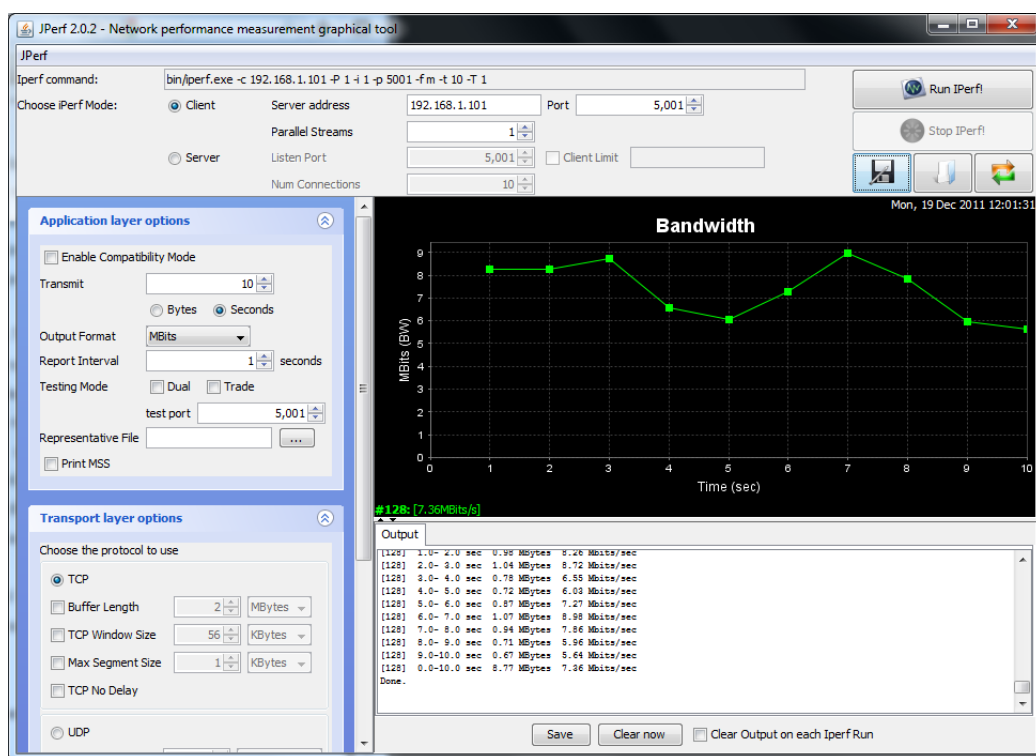 JPerf 2.0.2 - Network performance measurement graphical tool
JPerf
Iperf command: bin/iperf.exe -c 192.168.1.101 -P 1 -i 1 -p 5001 -f m -t 10 -T 1
Choose iPerf Mode: Client Server address 192.168.1.101 Port 5,001
Parallel Streams 1
Server Listen Port 5,001 Client Limit
Num Connections 10
Run IPerf!
Stop IPerf!
Application layer options
Enable Compatibility Mode
Transmit 10
Bytes Seconds
Output Format MBits
Report Interval 1 seconds
Testing Mode Dual Trade
test port 5,001
Representative File ...
Print MSS
Transport layer options
Choose the protocol to use
TCP
Buffer Length 2 MBytes
TCP Window Size 56 KBytes
Max Segment Size 1 KBytes
TCP No Delay
UDP
Mon, 19 Dec 2011 12:01:31
Bandwidth
MBits (BW)
9
8
7
6
5
4
3
2
1
0
0 1 2 3 4 5 6 7 8 9 10
Time (sec)
#128: [7.36MBits/s]
Output
[128] 1.0- 2.0 sec 0.98 MBytes 8.26 Mbits/sec
[128] 2.0- 3.0 sec 1.04 MBytes 8.72 Mbits/sec
[128] 3.0- 4.0 sec 0.78 MBytes 6.55 Mbits/sec
[128] 4.0- 5.0 sec 0.72 MBytes 6.03 Mbits/sec
[128] 5.0- 6.0 sec 0.87 MBytes 7.27 Mbits/sec
[128] 6.0- 7.0 sec 1.07 MBytes 8.98 Mbits/sec
[128] 7.0- 8.0 sec 0.94 MBytes 7.86 Mbits/sec
[128] 8.0- 9.0 sec 0.71 MBytes 5.96 Mbits/sec
[128] 9.0-10.0 sec 0.67 MBytes 5.64 Mbits/sec
[128] 0.0-10.0 sec 8.77 MBytes 7.36 Mbits/sec
Done.
Save Clear now Clear Output on each Iperf Run